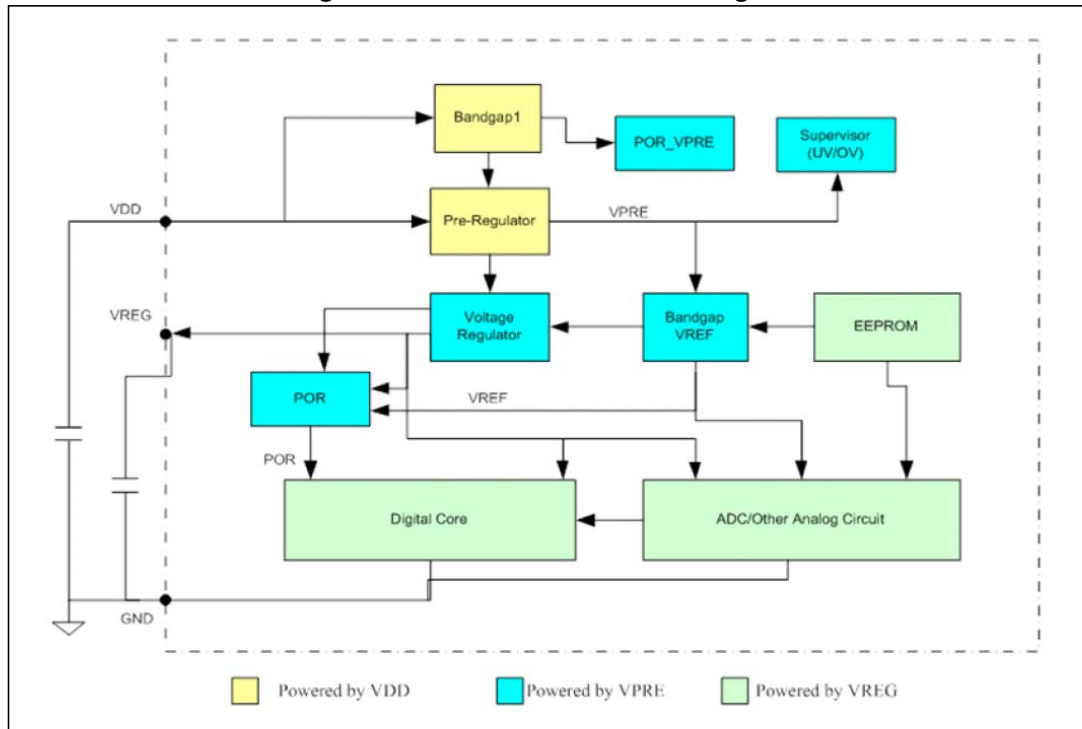 Bandgap1
POR_VPRE
Supervisor
(UV/OV)
VDD
Pre-Regulator
VPRE
VREG
Voltage
Regulator
Bandgap
VREF
EEPROM
POR
VREF
POR
Digital Core
ADC/Other Analog Circuit
GND
Powered by VDD
Powered by VPRE
Powered by VREG